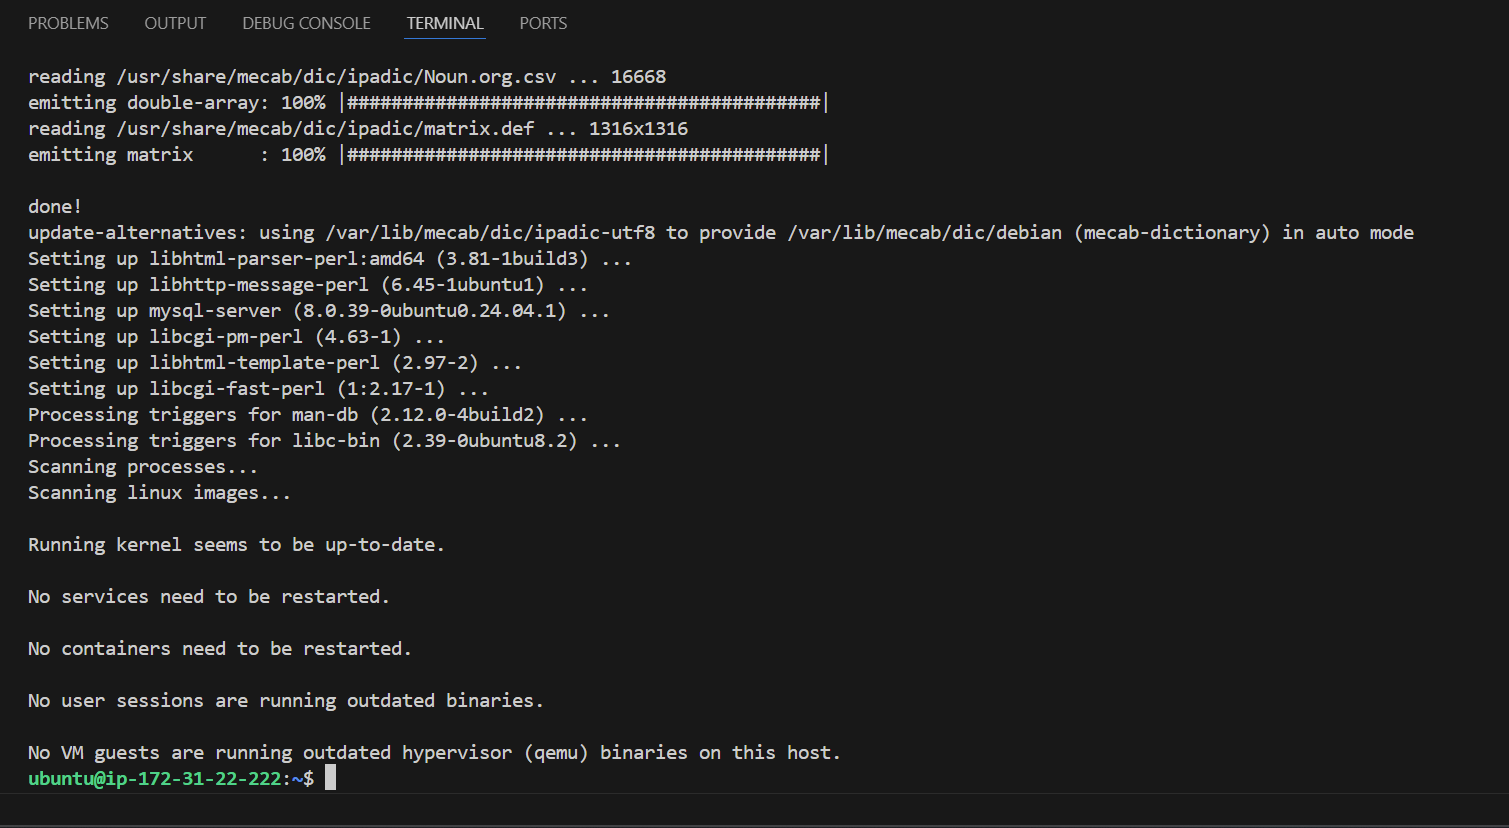 PROBLEMS OUTPUT DEBUG CONSOLE TERMINAL PORTS
reading /usr/share/mecab/dic/ipadic/Noun.org.csv ... 16668
emitting double-array: 100% |###########################################|
reading /usr/share/mecab/dic/ipadic/matrix.def ... 1316x1316
emitting matrix      : 100% |###########################################|
done!
update-alternatives: using /var/lib/mecab/dic/ipadic-utf8 to provide /var/lib/mecab/dic/debian (mecab-dictionary) in auto mode
Setting up libhtml-parser-perl:amd64 (3.81-1build3) ...
Setting up libhttp-message-perl (6.45-1ubuntu1) ...
Setting up mysql-server (8.0.39-0ubuntu0.24.04.1) ...
Setting up libcgi-pm-perl (4.63-1) ...
Setting up libhtml-template-perl (2.97-2) ...
Setting up libcgi-fast-perl (1:2.17-1) ...
Processing triggers for man-db (2.12.0-4build2) ...
Processing triggers for libc-bin (2.39-0ubuntu8.2) ...
Scanning processes...
Scanning linux images...
Running kernel seems to be up-to-date.
No services need to be restarted.
No containers need to be restarted.
No user sessions are running outdated binaries.
No VM guests are running outdated hypervisor (qemu) binaries on this host.
ubuntu@ip-172-31-22-222:~$